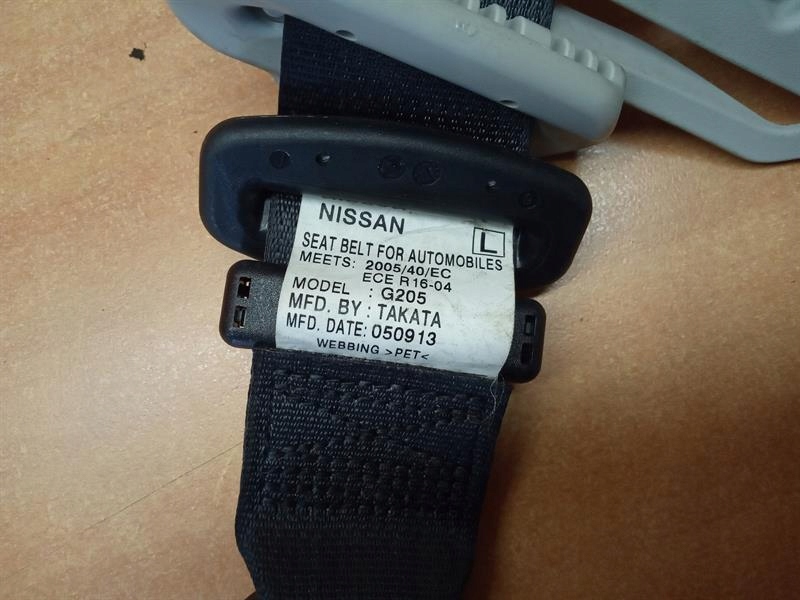 NISSAN
L
SEAT BELT FOR AUTOMOBILES
MEETS: 2005/40/EC
ECE R16-04
MODEL : G205
MFD. BY : TAKATA
MFD. DATE: 050913
WEBBING >PET<